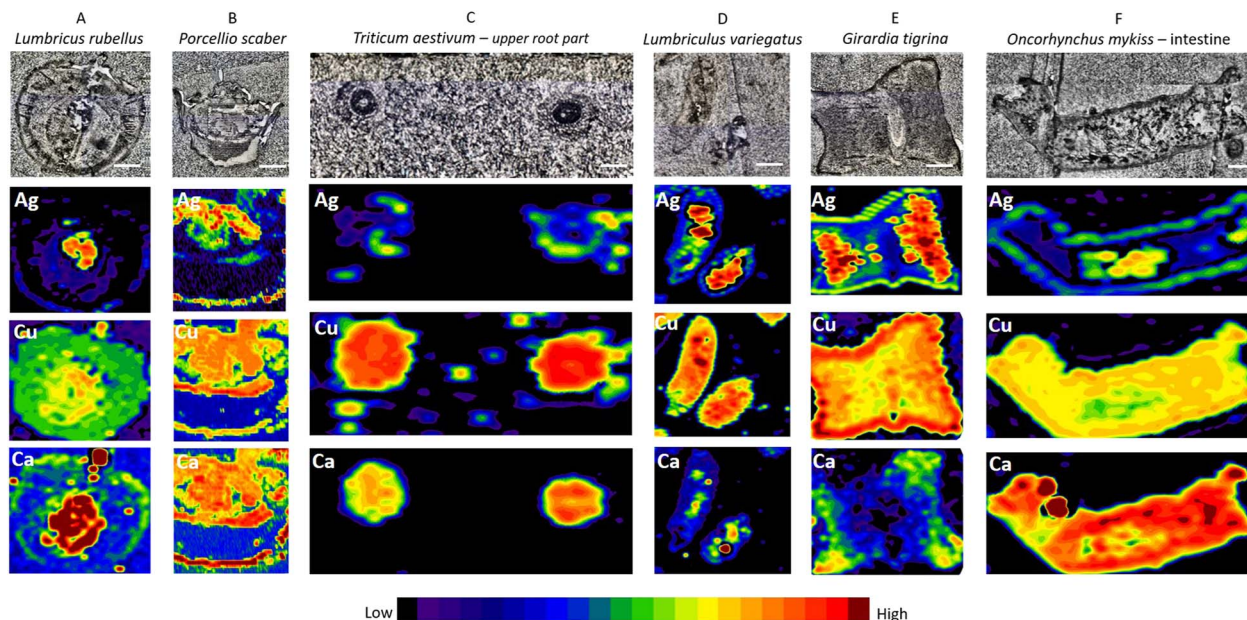 A B C D E F
Lumbricus rubellus Porcellio scaber Triticum aestivum – upper root part Lumbriculus variegatus Girardia tigrina Oncorhynchus mykiss – intestine
Ag Ag Ag Ag Ag Ag
Cu Cu Cu Cu Cu Cu
Ca Ca Ca Ca Ca Ca
Low High